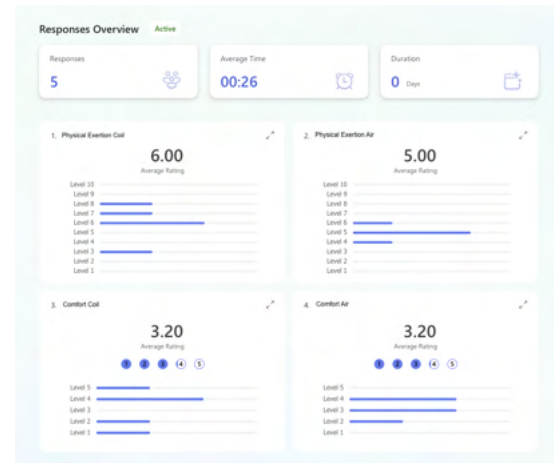 Responses Overview Active
Responses
5
Average Time
00:26
Duration
0 Days
1. Physical Exertion Coil
6.00
Average Rating
Level 10
Level 9
Level 8
Level 7
Level 6
Level 5
Level 4
Level 3
Level 2
Level 1
2. Physical Exertion Air
5.00
Average Rating
Level 10
Level 9
Level 8
Level 7
Level 6
Level 5
Level 4
Level 3
Level 2
Level 1
3. Comfort Coil
3.20
Average Rating
1 2 3 4 5
Level 5
Level 4
Level 3
Level 2
Level 1
4. Comfort Air
3.20
Average Rating
1 2 3 4 5
Level 5
Level 4
Level 3
Level 2
Level 1